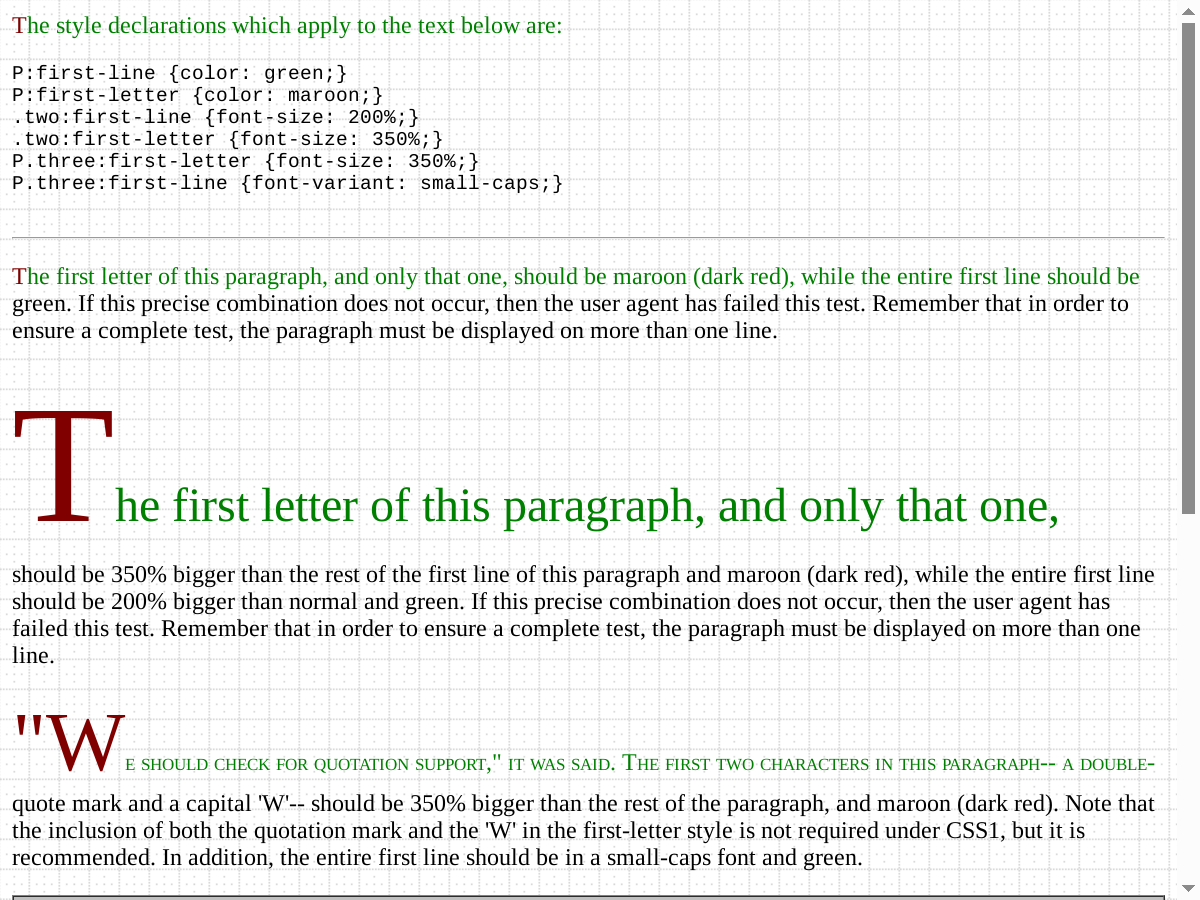 The style declarations which apply to the text below are:
P:first-line {color: green;}
P:first-letter {color: maroon;}
.two:first-line {font-size: 200%;}
.two:first-letter {font-size: 350%;}
P.three:first-letter {font-size: 350%;}
P.three:first-line {font-variant: small-caps;}
The first letter of this paragraph, and only that one, should be maroon (dark red), while the entire first line should be
green. If this precise combination does not occur, then the user agent has failed this test. Remember that in order to
ensure a complete test, the paragraph must be displayed on more than one line.
The first letter of this paragraph, and only that one,
should be 350% bigger than the rest of the first line of this paragraph and maroon (dark red), while the entire first line
should be 200% bigger than normal and green. If this precise combination does not occur, then the user agent has
failed this test. Remember that in order to ensure a complete test, the paragraph must be displayed on more than one
line.
"We should check for quotation support," it was said. The first two characters in this paragraph-- a double-
quote mark and a capital 'W'-- should be 350% bigger than the rest of the paragraph, and maroon (dark red). Note that
the inclusion of both the quotation mark and the 'W' in the first-letter style is not required under CSS1, but it is
recommended. In addition, the entire first line should be in a small-caps font and green.